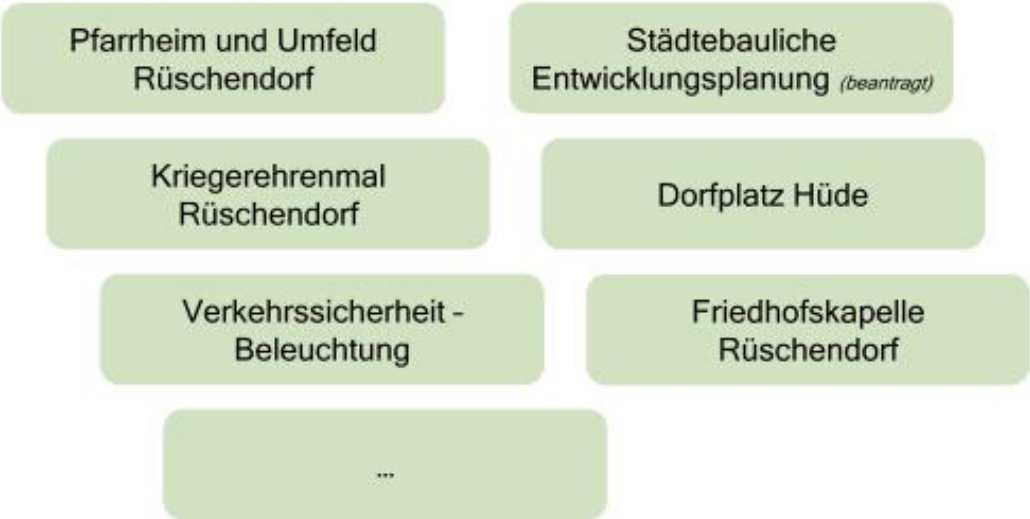 Pfarrheim und Umfeld
Rüschendorf
Städtebauliche
Entwicklungsplanung (beantragt)
Kriegerehrenmal
Rüschendorf
Dorfplatz Hüde
Verkehrssicherheit -
Beleuchtung
Friedhofskapelle
Rüschendorf
...